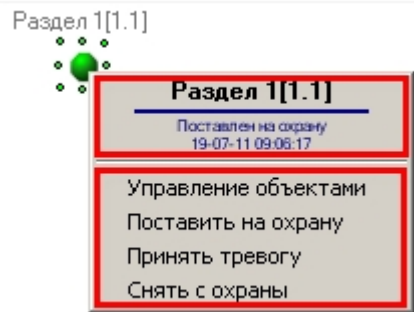 Раздел 1[1.1]
Раздел 1[1.1]
Поставлен на охрану
19-07-11 09:06:17
Управление объектами
Поставить на охрану
Принять тревогу
Снять с охраны